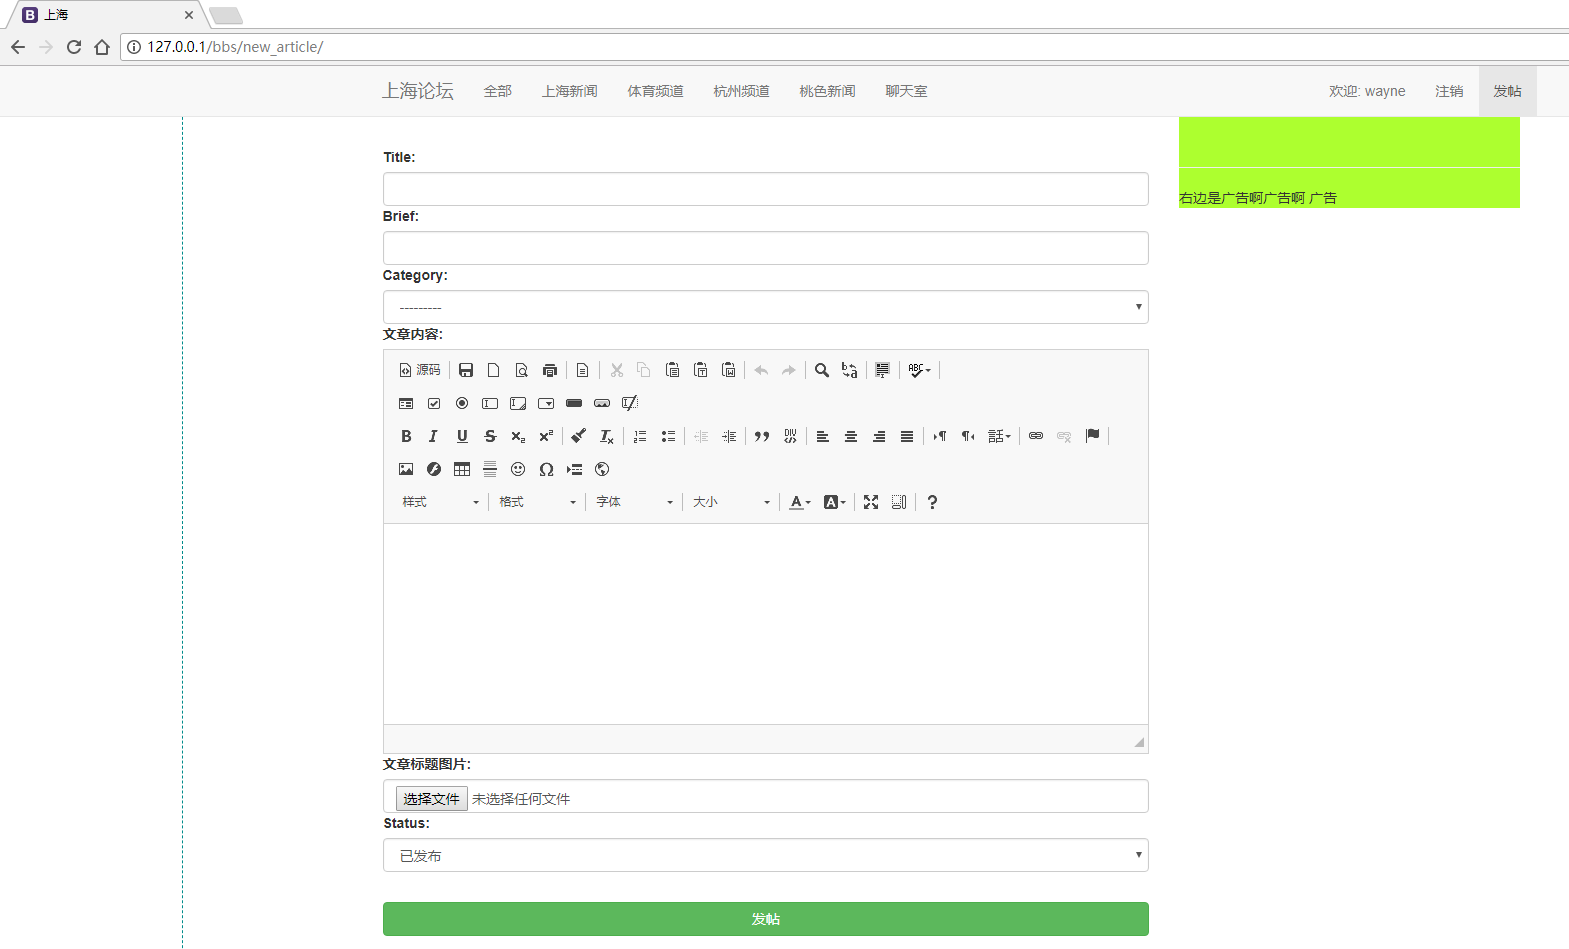 上海
127.0.0.1/bbs/new_article/
上海论坛 全部 上海新闻 体育频道 杭州频道 桃色新闻 聊天室 欢迎: wayne 注销 发帖
右边是广告啊广告啊 广告
Title:
Brief:
Category:
---------
文章内容:
源码
样式 格式 字体 大小
文章标题图片:
选择文件 未选择任何文件
Status:
已发布
发帖